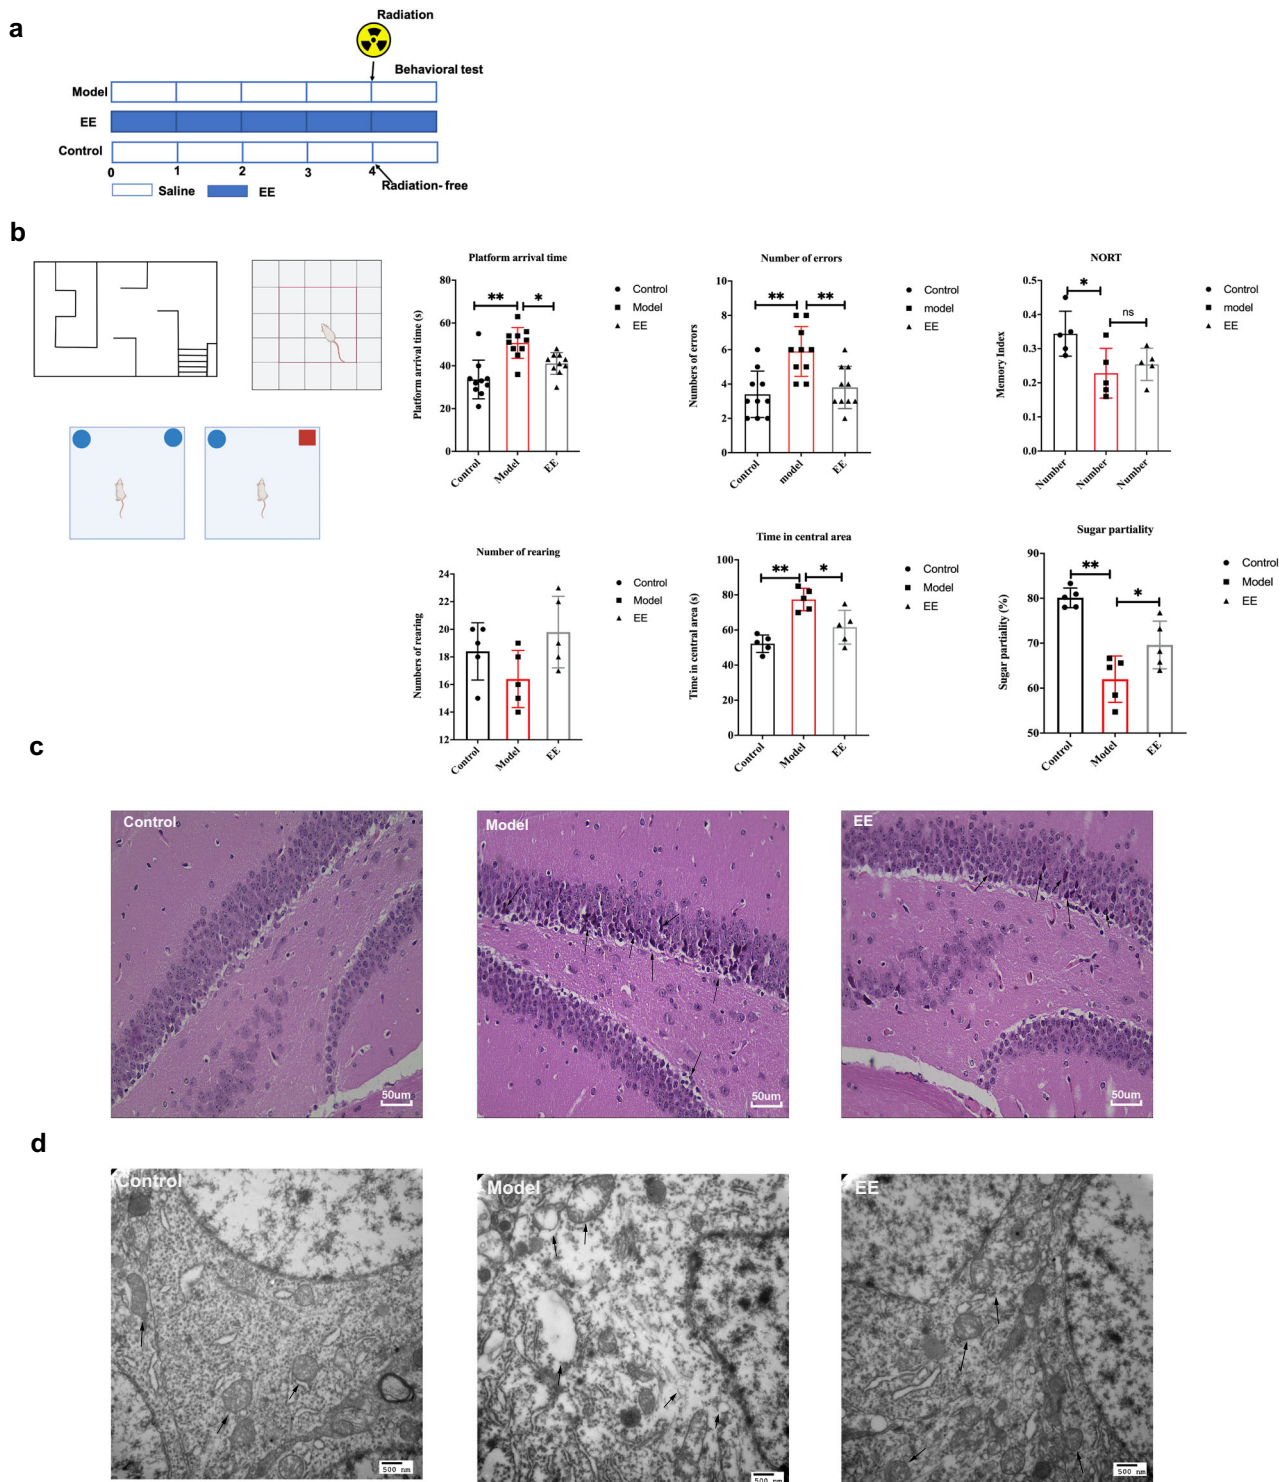 a
Radiation
Behavioral test
Model
EE
Control
0 1 2 3 4
Radiation- free
Saline EE
b
Platform arrival time
Platform arrival time (s)
80
60
40
20
0
** *
Control
Model
EE
Control Model EE
Number of errors
Numbers of errors
10
8
6
4
2
0
** **
Control
model
EE
Control model EE
NORT
Memory Index
0.5
0.4
0.3
0.2
0.1
0.0
* ns
Control
model
EE
Number Number Number
Number of rearing
Numbers of rearing
24
22
20
18
16
14
12
Control
Model
EE
Control Model EE
Time in central area
Time in central area (s)
100
80
60
40
20
0
** *
Control
Model
EE
Control Model EE
Sugar partiality
Sugar partiality (%)
90
80
70
60
50
** *
Control
Model
EE
Control Model EE
c
Control
50um
Model
50um
EE
50um
d
Control
500 nm
Model
500 nm
EE
500 nm